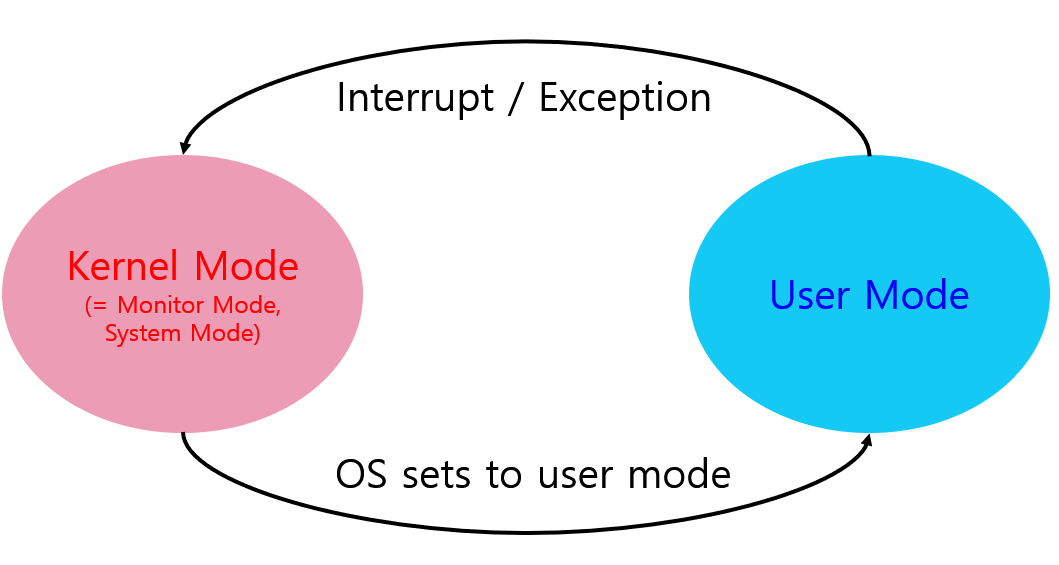 Interrupt / Exception
Kernel Mode
(= Monitor Mode,
System Mode)
User Mode
OS sets to user mode